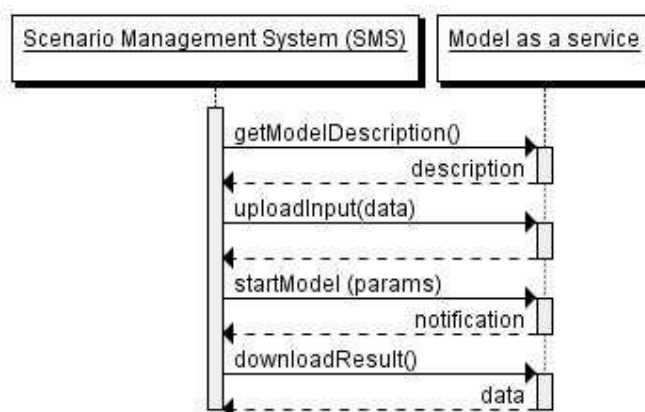 Scenario Management System (SMS)
Model as a service
getModelDescription()
description
uploadInput(data)
startModel (params)
notification
downloadResult()
data